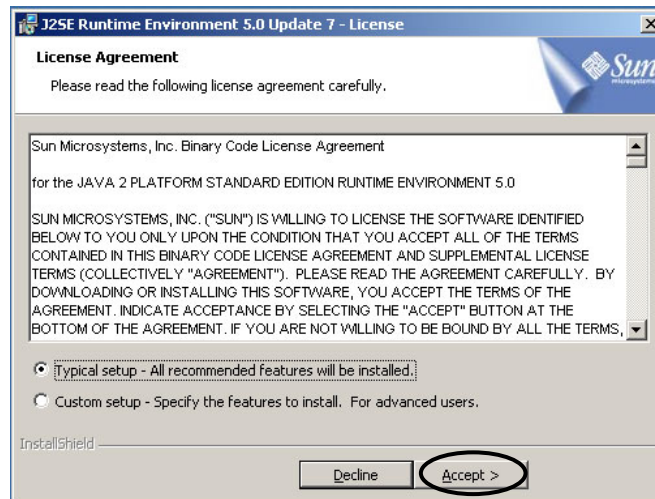 J2SE Runtime Environment 5.0 Update 7 - License
License Agreement
Please read the following license agreement carefully.
Sun
microsystems
Sun Microsystems, Inc. Binary Code License Agreement
for the JAVA 2 PLATFORM STANDARD EDITION RUNTIME ENVIRONMENT 5.0
SUN MICROSYSTEMS, INC. ("SUN") IS WILLING TO LICENSE THE SOFTWARE IDENTIFIED
BELOW TO YOU ONLY UPON THE CONDITION THAT YOU ACCEPT ALL OF THE TERMS
CONTAINED IN THIS BINARY CODE LICENSE AGREEMENT AND SUPPLEMENTAL LICENSE
TERMS (COLLECTIVELY "AGREEMENT"). PLEASE READ THE AGREEMENT CAREFULLY. BY
DOWNLOADING OR INSTALLING THIS SOFTWARE, YOU ACCEPT THE TERMS OF THE
AGREEMENT. INDICATE ACCEPTANCE BY SELECTING THE "ACCEPT" BUTTON AT THE
BOTTOM OF THE AGREEMENT. IF YOU ARE NOT WILLING TO BE BOUND BY ALL THE TERMS,
Typical setup - All recommended features will be installed.
Custom setup - Specify the features to install. For advanced users.
InstallShield
Decline
Accept >